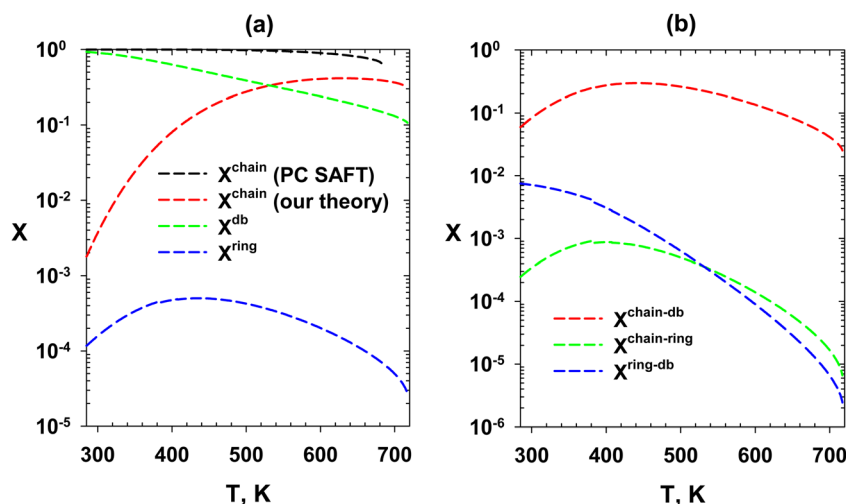 (a)
10^0
10^-1
10^-2
10^-3
10^-4
10^-5
X
300 400 500 600 700
T, K
X^chain (PC SAFT)
X^chain (our theory)
X^db
X^ring
(b)
10^0
10^-1
10^-2
10^-3
10^-4
10^-5
10^-6
X
300 400 500 600 700
T, K
X^chain-db
X^chain-ring
X^ring-db